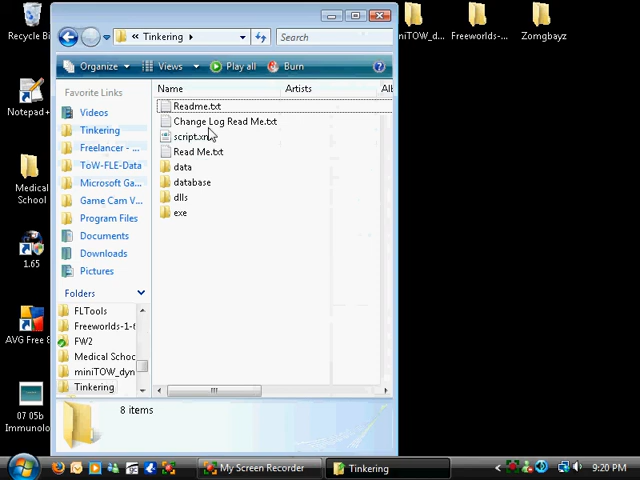 Recycle Bi
Notepad++
Medical
School
1.65
AVG Free 8
07 05b
Immunolo
niTOW_d...
Freeworlds-...
Zomgbayz
« Tinkering
Search
Organize
Views
Play all
Burn
Favorite Links
Videos
Tinkering
Freelancer - ...
ToW-FLE-Data
Microsoft Ga...
Game Cam V...
Program Files
Documents
Downloads
Pictures
Folders
FLTools
Freeworlds-1-6
FW2
Medical Schoo
miniTOW_dyn
Tinkering
Name
Artists
Alb
Readme.txt
Change Log Read Me.txt
script.xml
Read Me.txt
data
database
dlls
exe
8 items
My Screen Recorder
Tinkering
9:20 PM